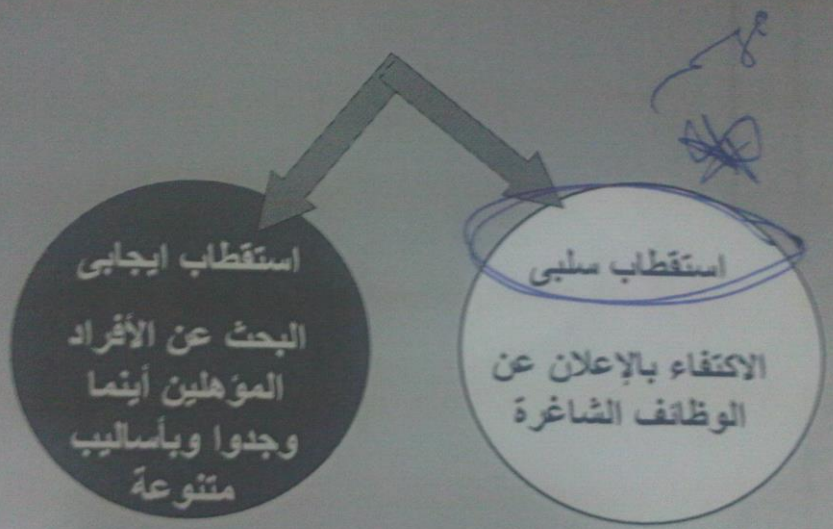 استقطاب سلبى
الاكتفاء بالإعلان عن
الوظائف الشاغرة
استقطاب ايجابى
البحث عن الأفراد
المؤهلين أينما
وجدوا وبأساليب
متنوعة